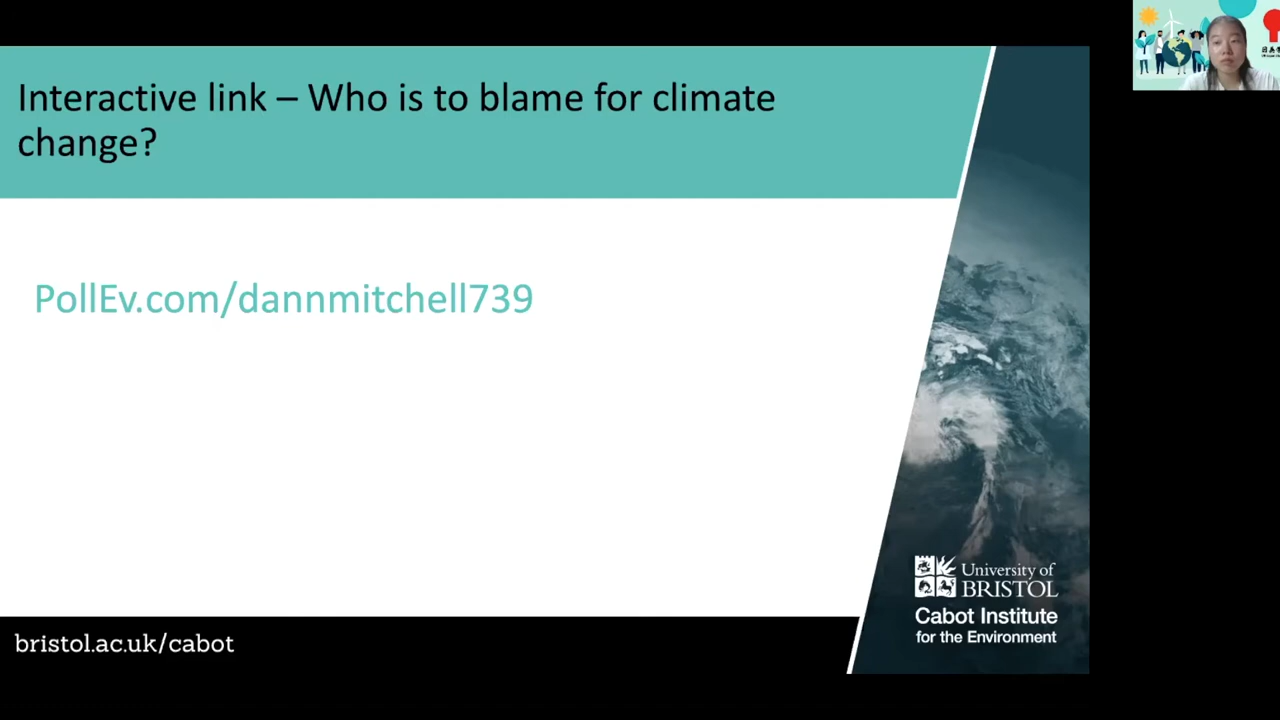 Interactive link – Who is to blame for climate
change?
PollEv.com/dannmitchell739
University of
BRISTOL
Cabot Institute
for the Environment
bristol.ac.uk/cabot